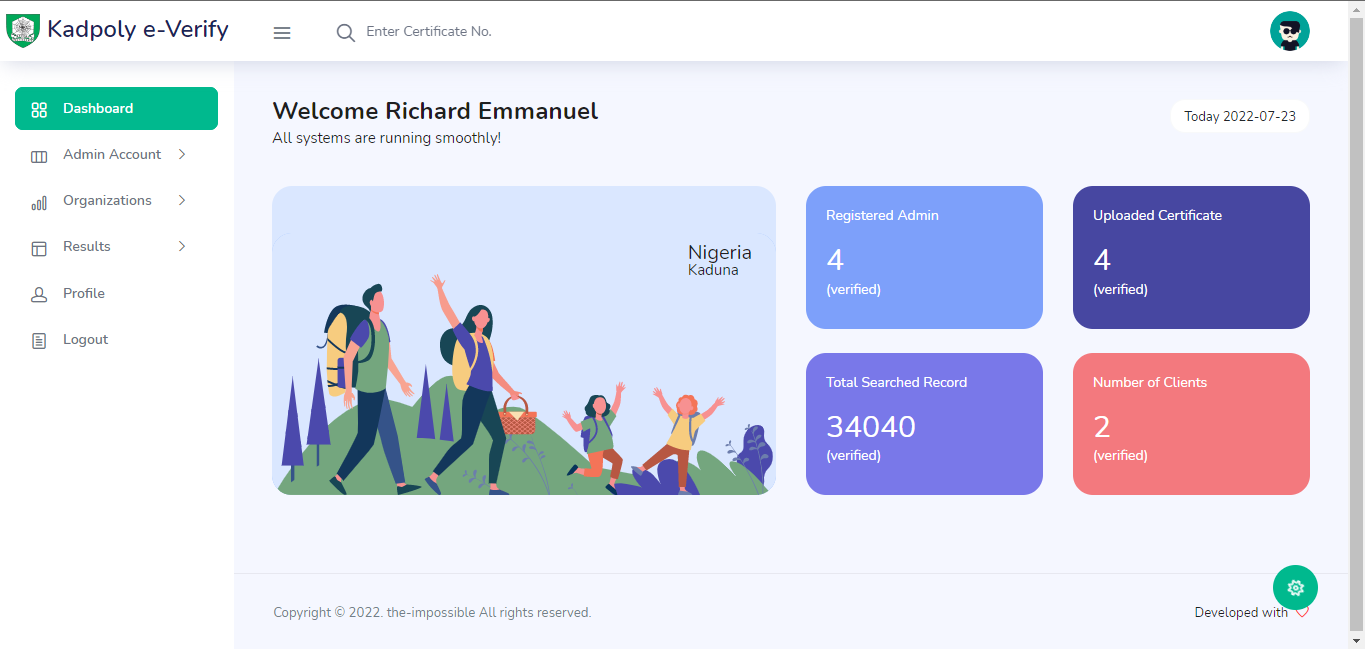 Kadpoly e-Verify
Enter Certificate No.
Dashboard
Admin Account
Organizations
Results
Profile
Logout
Welcome Richard Emmanuel
All systems are running smoothly!
Today 2022-07-23
Nigeria
Kaduna
Registered Admin
4
(verified)
Uploaded Certificate
4
(verified)
Total Searched Record
34040
(verified)
Number of Clients
2
(verified)
Copyright © 2022. the-impossible All rights reserved.
Developed with